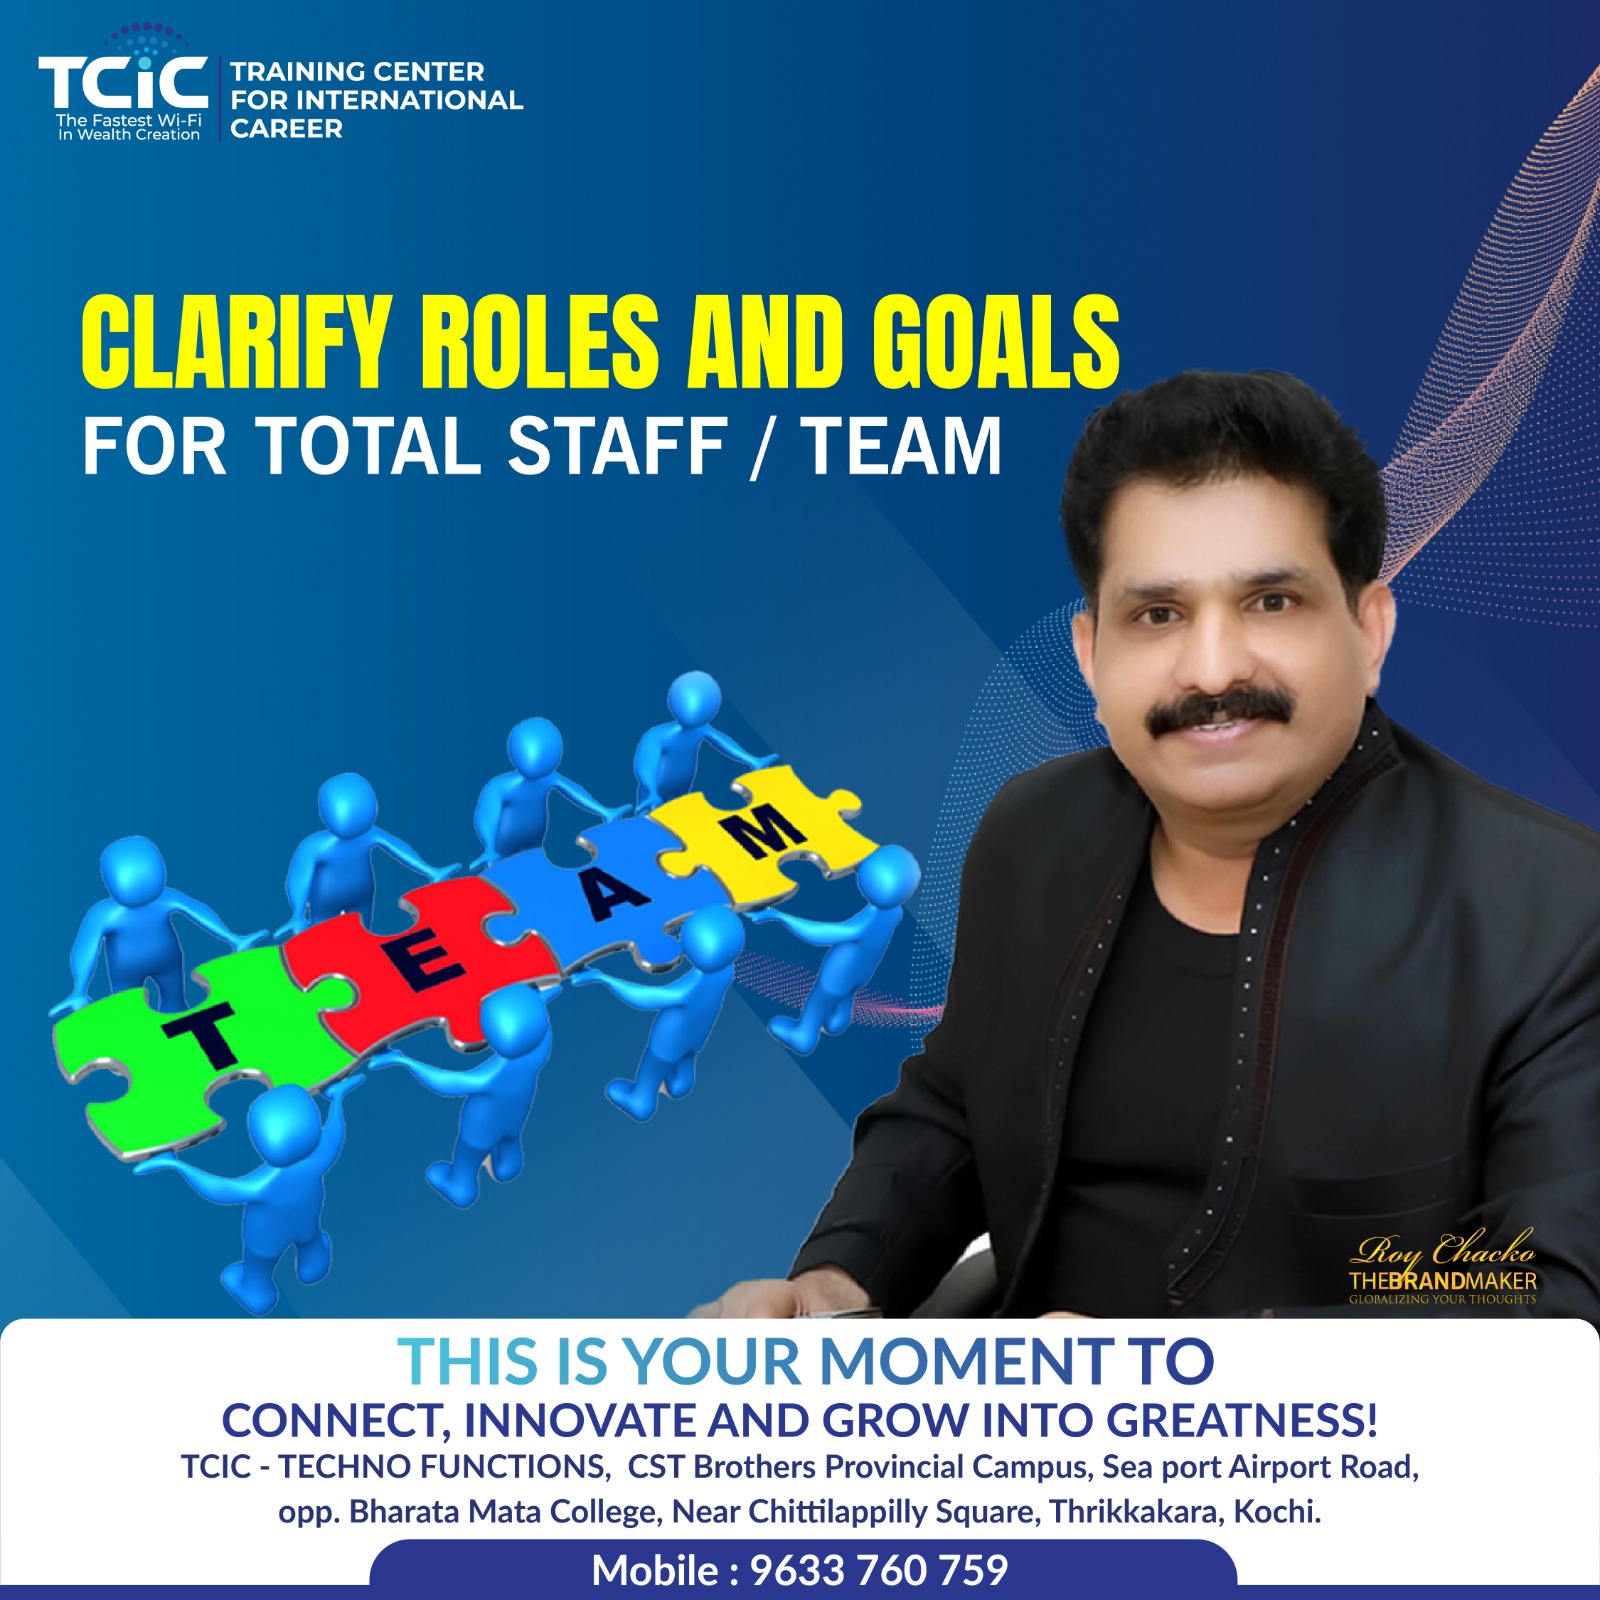 TCiC
The Fastest Wi-Fi
In Wealth Creation
TRAINING CENTER
FOR INTERNATIONAL
CAREER
CLARIFY ROLES AND GOALS
FOR TOTAL STAFF / TEAM
T E A M
Roy Chacko
THEBRANDMAKER
GLOBALIZING YOUR THOUGHTS
THIS IS YOUR MOMENT TO
CONNECT, INNOVATE AND GROW INTO GREATNESS!
TCIC - TECHNO FUNCTIONS, CST Brothers Provincial Campus, Sea port Airport Road,
opp. Bharata Mata College, Near Chittilappilly Square, Thrikkakara, Kochi.
Mobile : 9633 760 759